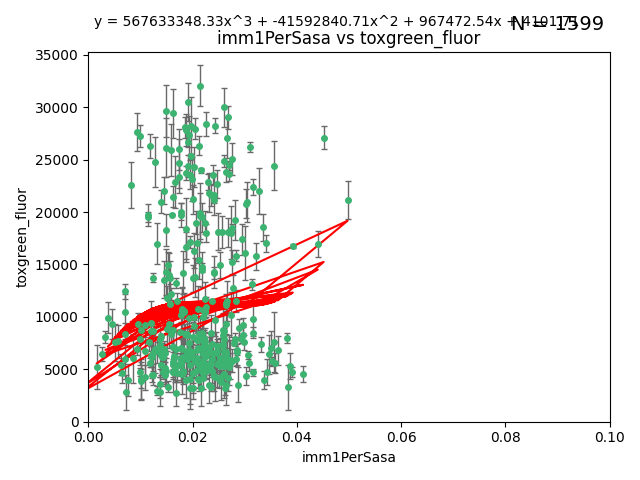 y = 567633348.33x^3 + -41592840.71x^2 + 967472.54x + 4101.75
N = 1599
imm1PerSasa vs toxgreen_fluor
35000
30000
25000
20000
15000
10000
5000
0
toxgreen_fluor
0.00 0.02 0.04 0.06 0.08 0.10
imm1PerSasa